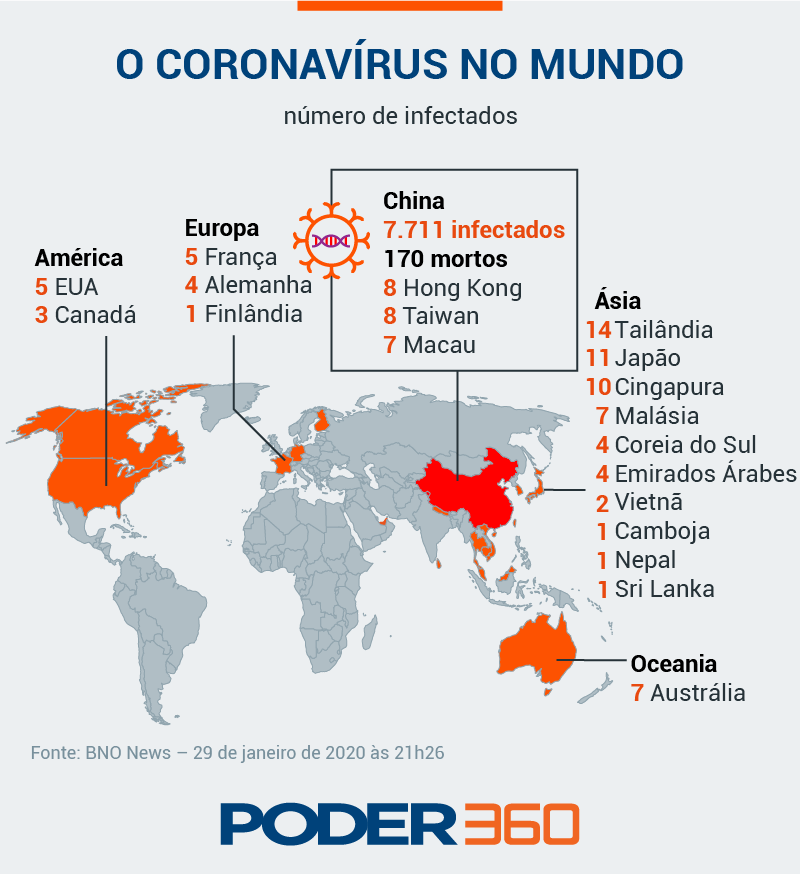 O CORONAVÍRUS NO MUNDO
número de infectados
América
5 EUA
3 Canadá
Europa
5 França
4 Alemanha
1 Finlândia
China
7.711 infectados
170 mortos
8 Hong Kong
8 Taiwan
7 Macau
Ásia
14 Tailândia
11 Japão
10 Cingapura
7 Malásia
4 Coreia do Sul
4 Emirados Árabes
2 Vietnã
1 Camboja
1 Nepal
1 Sri Lanka
Oceania
7 Austrália
Fonte: BNO News – 29 de janeiro de 2020 às 21h26
PODER360